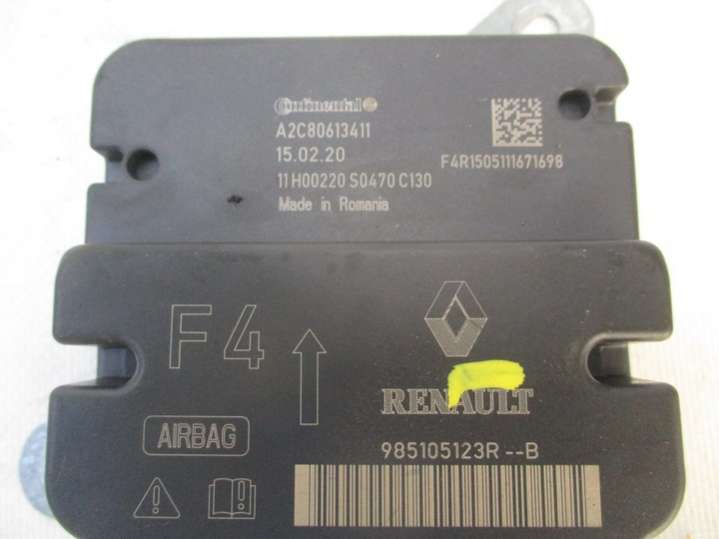 Continental
A2C80613411
15.02.20
11H00220 S0470 C130
Made in Romania
F4R1505111671698
F4
RENAULT
AIRBAG
985105123R --B